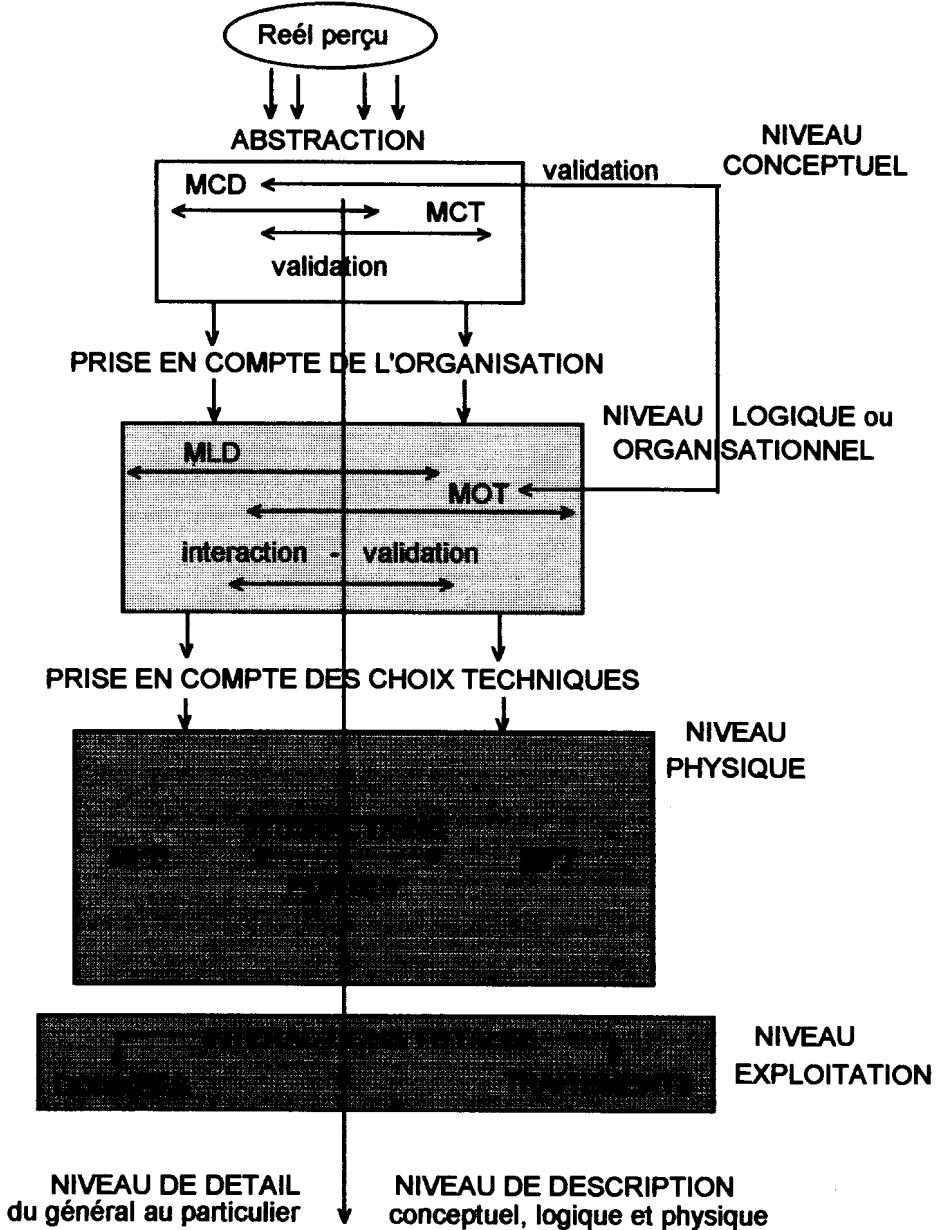 Reél perçu
ABSTRACTION
NIVEAU
CONCEPTUEL
validation
MCD
MCT
validation
PRISE EN COMPTE DE L'ORGANISATION
NIVEAU LOGIQUE ou
ORGANISATIONNEL
MLD
MOT
interaction - validation
PRISE EN COMPTE DES CHOIX TECHNIQUES
NIVEAU
PHYSIQUE
NIVEAU
EXPLOITATION
NIVEAU DE DETAIL
du général au particulier
NIVEAU DE DESCRIPTION
conceptuel, logique et physique